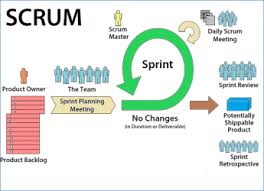 SCRUM
Scrum
Master
Daily Scrum
Meeting
Product Owner
The Team
Sprint
Sprint Review
Sprint Planning
Meeting
No Changes
(in Duration or Deliverable)
Potentially
Shippable
Product
Product Backlog
Sprint
Retrospective